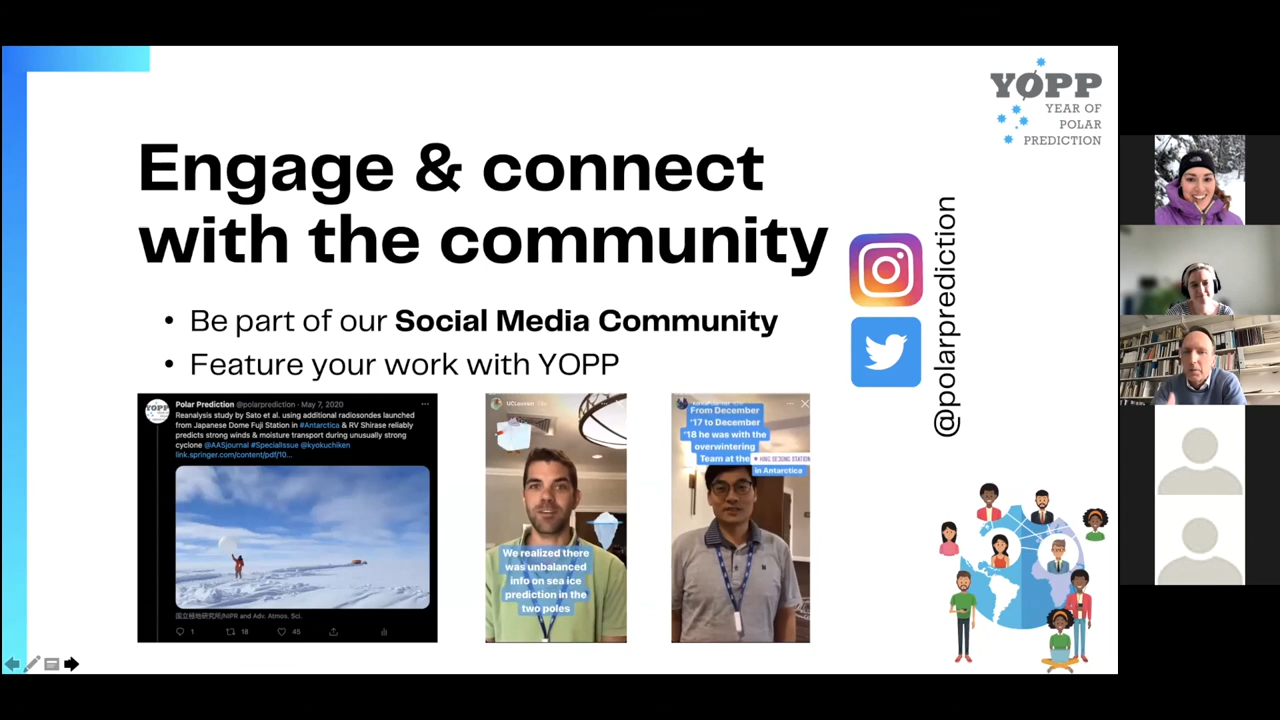 YOPP
YEAR OF
POLAR
PREDICTION
Engage & connect
with the community
@polarprediction
• Be part of our Social Media Community
• Feature your work with YOPP
YOPP
Polar Prediction @polarprediction · May 7, 2020
Reanalysis study by Sato et al. using additional radiosondes launched
from Japanese Dome Fuji Station in #Antarctica & RV Shirase reliably
predicts strong winds & moisture transport during unusually strong
cyclone @AASjournal #SpecialIssue @kyokuchiken
link.springer.com/content/pdf/10...
国立極地研究所/NIPR and Adv. Atmos. Sci.
1 18 45
UCLouvain
We realized there
was unbalanced
info on sea ice
prediction in the
two poles
From December
'17 to December
'18 he was with the
overwintering
Team at the KING SEJONG STATION
in Antarctica